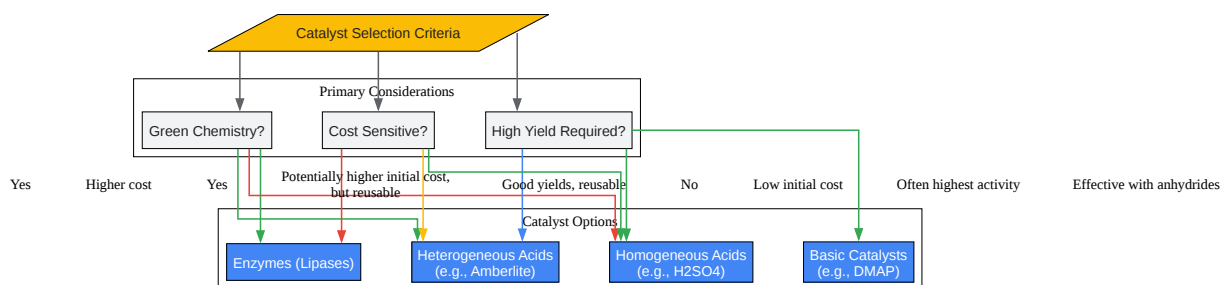 Catalyst Selection Criteria
Primary Considerations
Green Chemistry?
Cost Sensitive?
High Yield Required?
Yes
Higher cost
Yes
Potentially higher initial cost,
but reusable
Good yields, reusable
No
Low initial cost
Often highest activity
Effective with anhydrides
Catalyst Options
Enzymes (Lipases)
Heterogeneous Acids
(e.g., Amberlite)
Homogeneous Acids
(e.g., H2SO4)
Basic Catalysts
(e.g., DMAP)